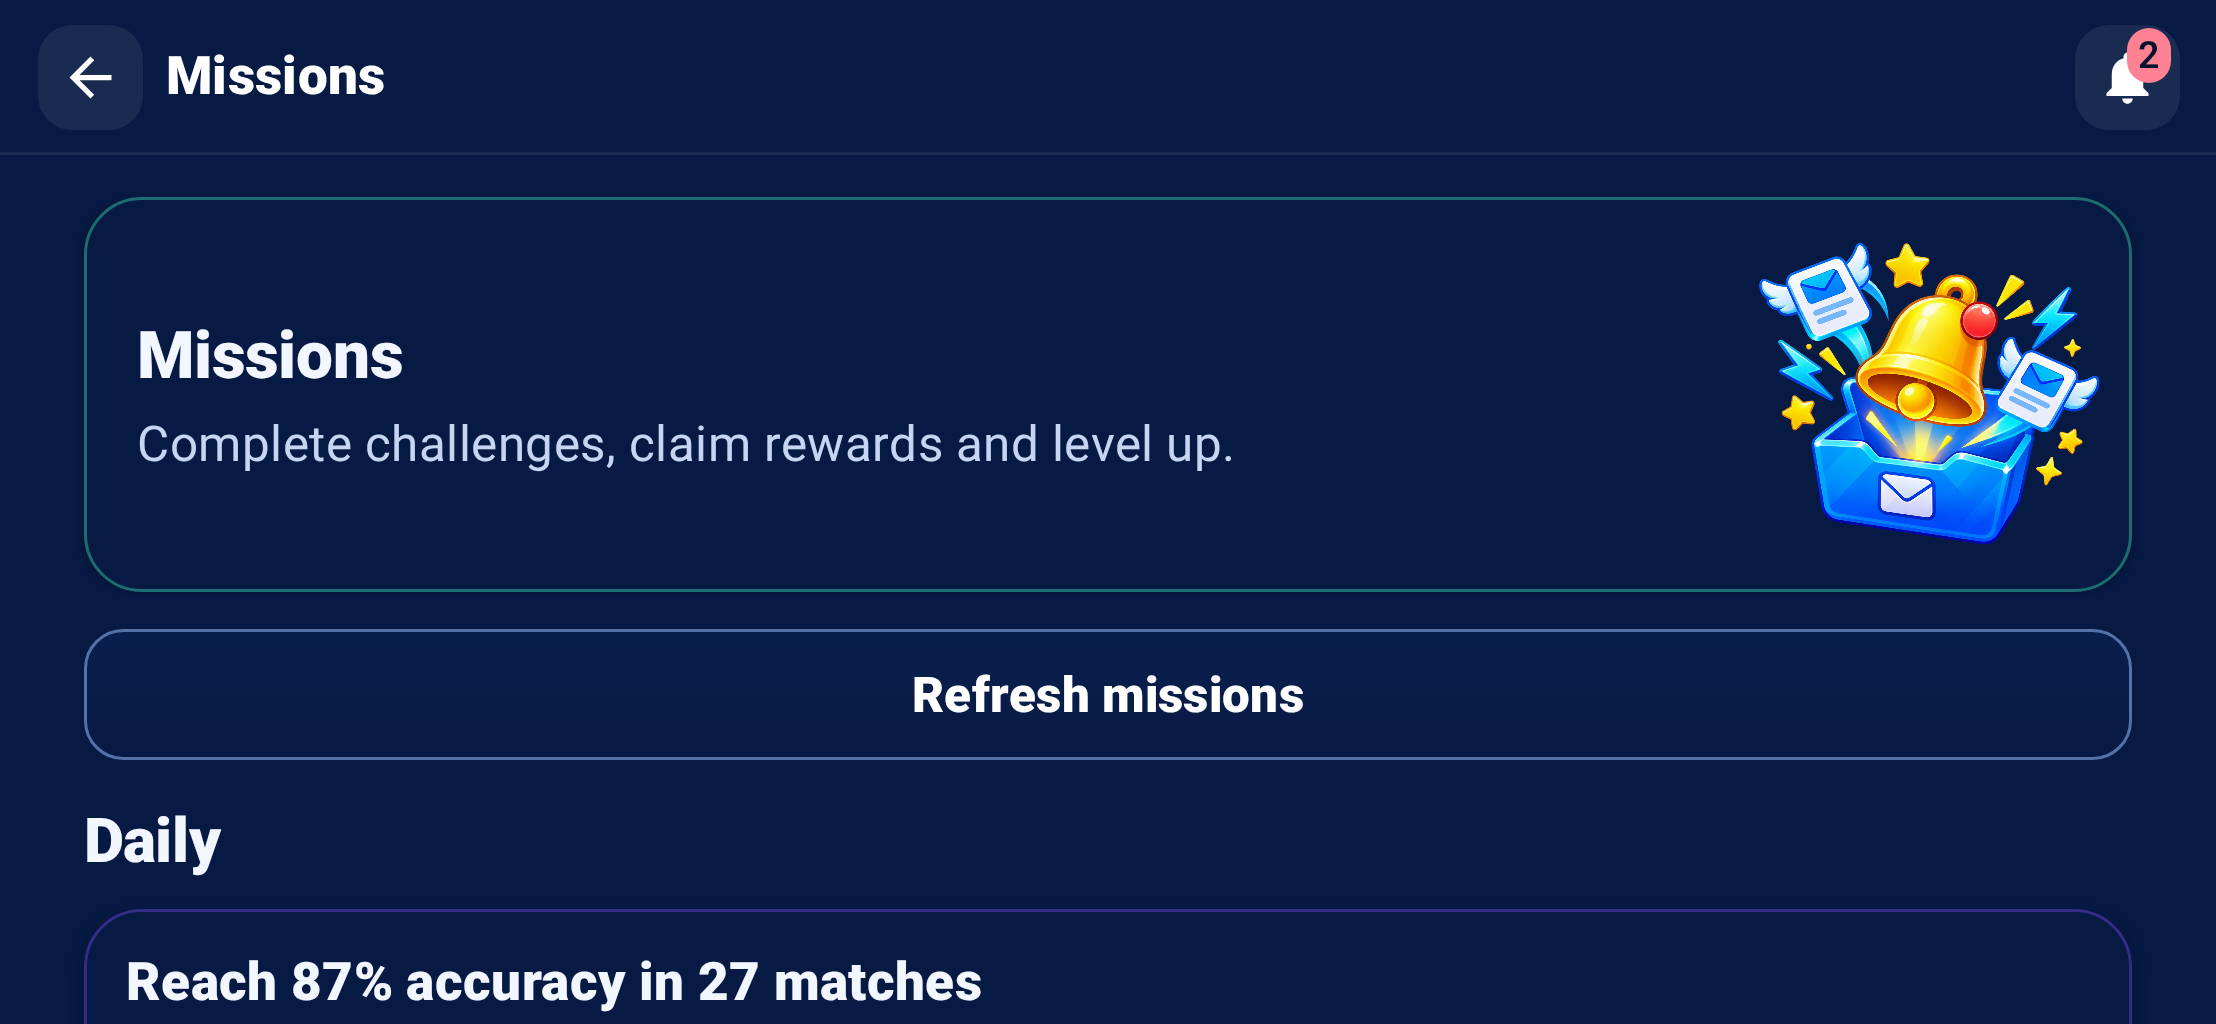 Missions
2
Missions
Complete challenges, claim rewards and level up.
Refresh missions
Daily
Reach 87% accuracy in 27 matches